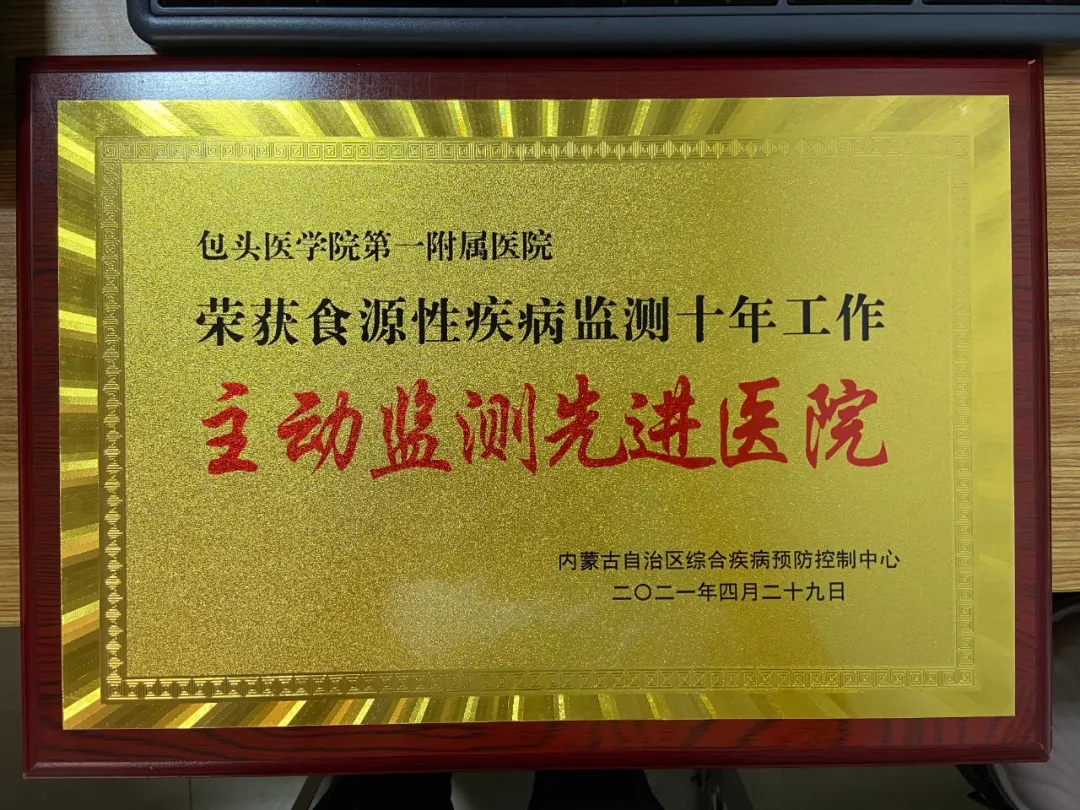 包头医学院第一附属医院
荣获食源性疾病监测十年工作
主动监测先进医院
内蒙古自治区综合疾病预防控制中心
二〇二一年四月二十九日